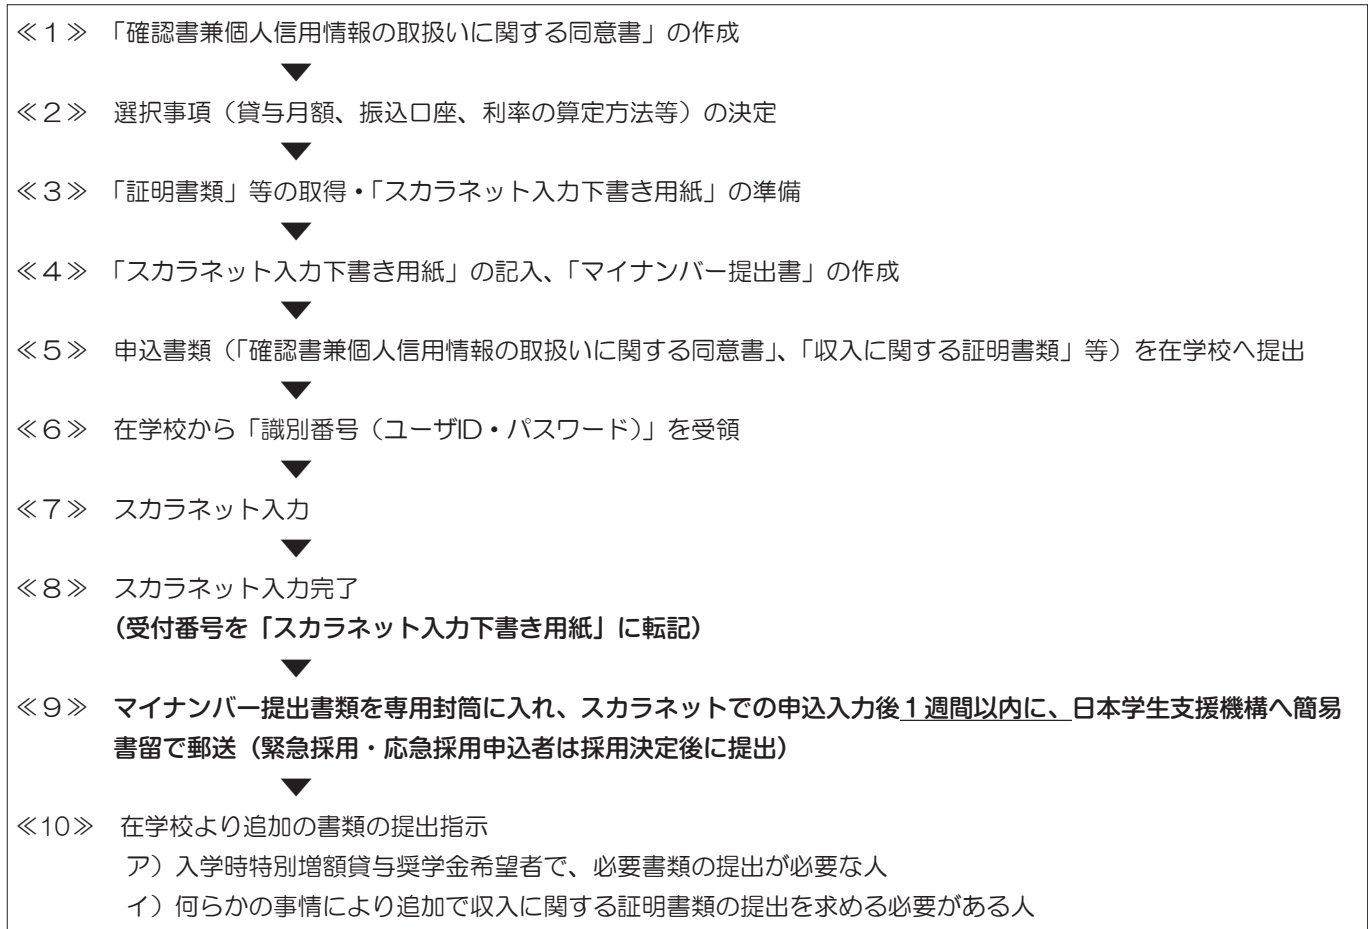 ≪１≫ 「確認書兼個人信用情報の取扱いに関する同意書」の作成
▼
≪２≫ 選択事項（貸与月額、振込口座、利率の算定方法等）の決定
▼
≪３≫ 「証明書類」等の取得・「スカラネット入力下書き用紙」の準備
▼
≪４≫ 「スカラネット入力下書き用紙」の記入、「マイナンバー提出書」の作成
▼
≪５≫ 申込書類（「確認書兼個人信用情報の取扱いに関する同意書」、「収入に関する証明書類」等）を在学校へ提出
▼
≪６≫ 在学校から「識別番号（ユーザID・パスワード）」を受領
▼
≪７≫ スカラネット入力
▼
≪８≫ スカラネット入力完了
（受付番号を「スカラネット入力下書き用紙」に転記）
▼
≪９≫ マイナンバー提出書類を専用封筒に入れ、スカラネットでの申込入力後１週間以内に、日本学生支援機構へ簡易
書留で郵送（緊急採用・応急採用申込者は採用決定後に提出）
▼
≪10≫ 在学校より追加の書類の提出指示
ア）入学時特別増額貸与奨学金希望者で、必要書類の提出が必要な人
イ）何らかの事情により追加で収入に関する証明書類の提出を求める必要がある人